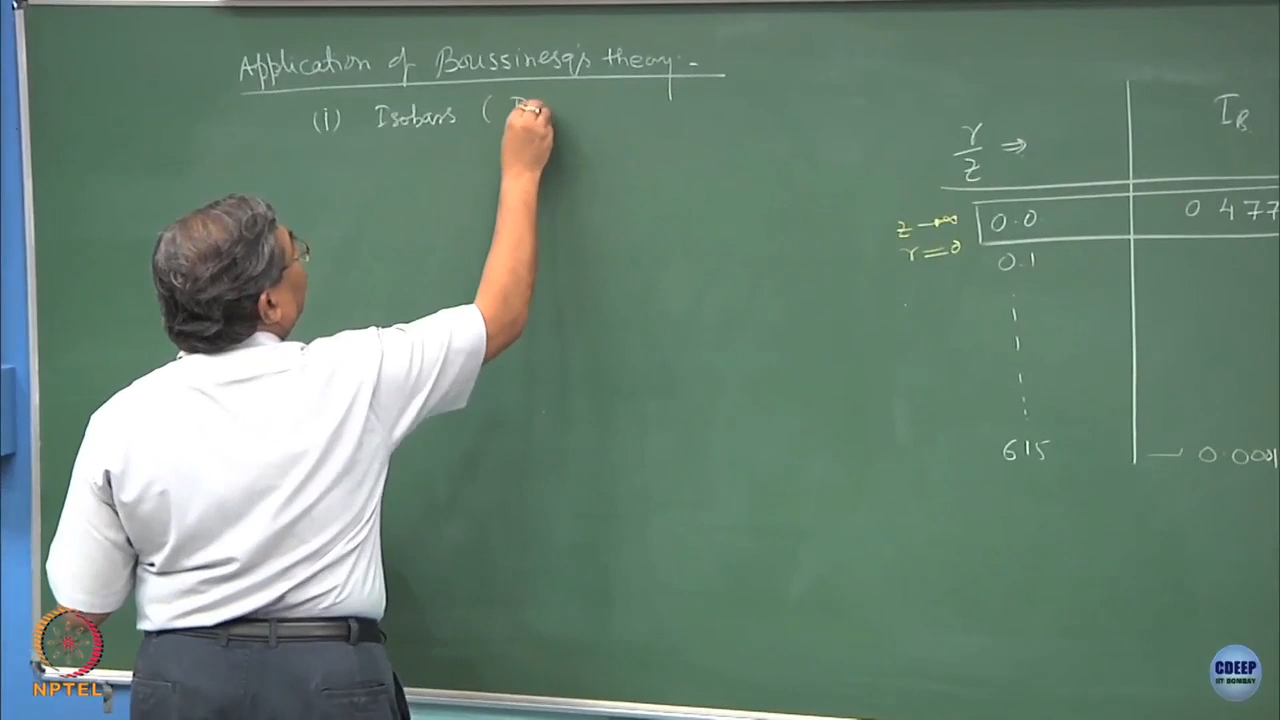 Application of Boussinesq's theory:-
(i) Isobars (
r/z ⇒ I_B
z → ∞
r = 0
0.0 0.477
0.1
615 — 0.0001
NPTEL
CDEEP
IIT BOMBAY